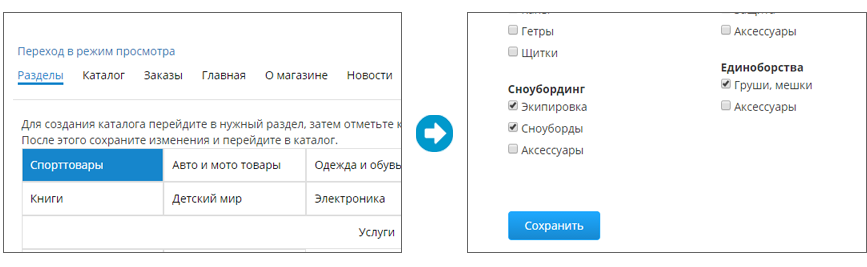 Переход в режим просмотра
Разделы Каталог Заказы Главная О магазине Новости
Для создания каталога перейдите в нужный раздел, затем отметьте к
После этого сохраните изменения и перейдите в каталог.
Спорттовары Авто и мото товары Одежда и обувь
Книги Детский мир Электроника
Услуги
Гетры
Щитки
Сноубординг
Экипировка
Сноуборды
Аксессуары
Аксессуары
Единоборства
Груши, мешки
Аксессуары
Сохранить